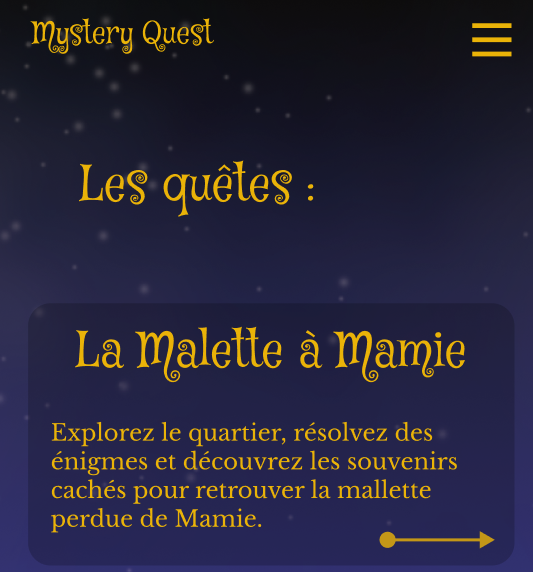 Mystery Quest
Les quêtes :
La Malette à Mamie
Explorez le quartier, résolvez des
énigmes et découvrez les souvenirs
cachés pour retrouver la mallette
perdue de Mamie.